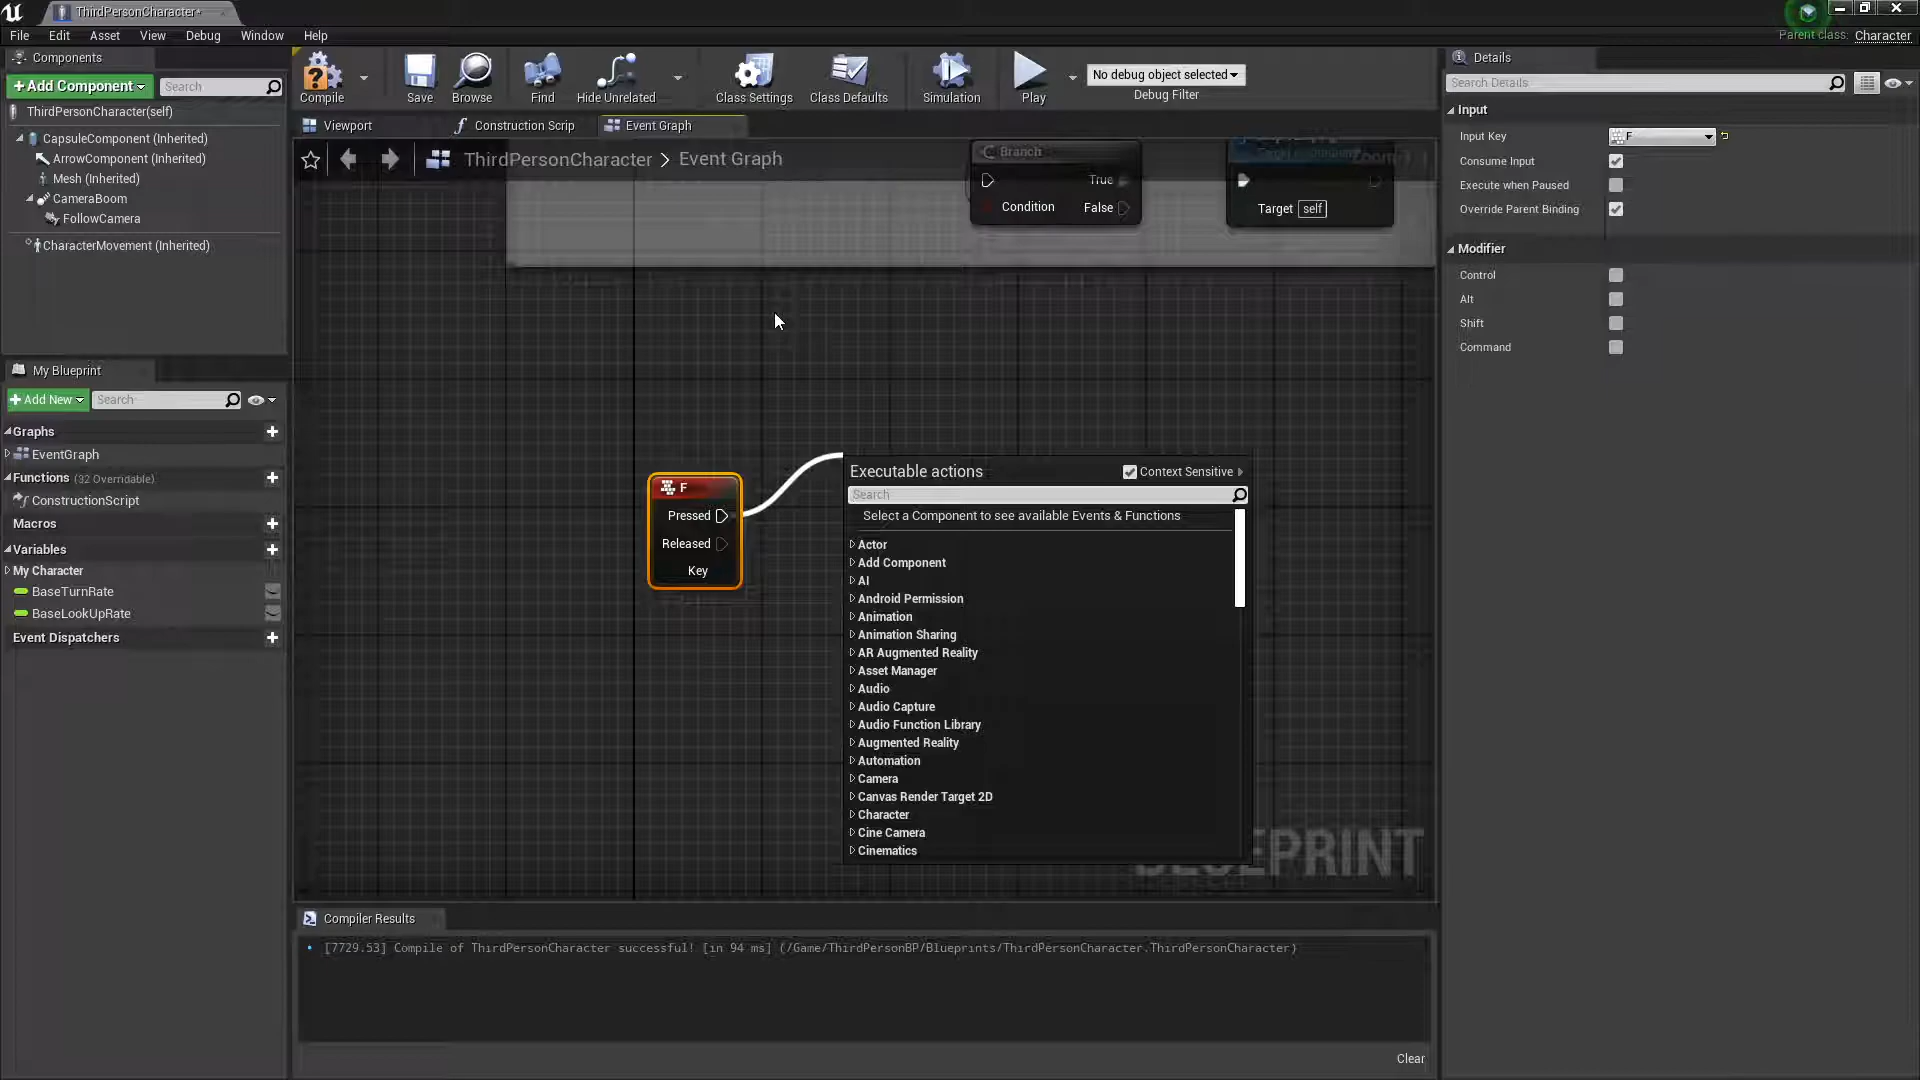 ThirdPersonCharacter*
File Edit Asset View Debug Window Help
Parent class: Character
Components
+Add Component
Search
ThirdPersonCharacter(self)
CapsuleComponent (Inherited)
ArrowComponent (Inherited)
Mesh (Inherited)
CameraBoom
FollowCamera
CharacterMovement (Inherited)
My Blueprint
+Add New
Search
Graphs
EventGraph
Functions (32 Overridable)
ConstructionScript
Macros
Variables
My Character
BaseTurnRate
BaseLookUpRate
Event Dispatchers
Compile
Save
Browse
Find
Hide Unrelated
Class Settings
Class Defaults
Simulation
Play
No debug object selected
Debug Filter
Viewport
Construction Scrip
Event Graph
ThirdPersonCharacter > Event Graph
Branch
True
Condition
False
Target self
F
Pressed
Released
Key
Executable actions
Context Sensitive
Search
Select a Component to see available Events & Functions
Actor
Add Component
AI
Android Permission
Animation
Animation Sharing
AR Augmented Reality
Asset Manager
Audio
Audio Capture
Audio Function Library
Augmented Reality
Automation
Camera
Canvas Render Target 2D
Character
Cine Camera
Cinematics
Compiler Results
[7729.53] Compile of ThirdPersonCharacter successful! [in 94 ms] (/Game/ThirdPersonBP/Blueprints/ThirdPersonCharacter.ThirdPersonCharacter)
Clear
Details
Search Details
Input
Input Key F
Consume Input
Execute when Paused
Override Parent Binding
Modifier
Control
Alt
Shift
Command